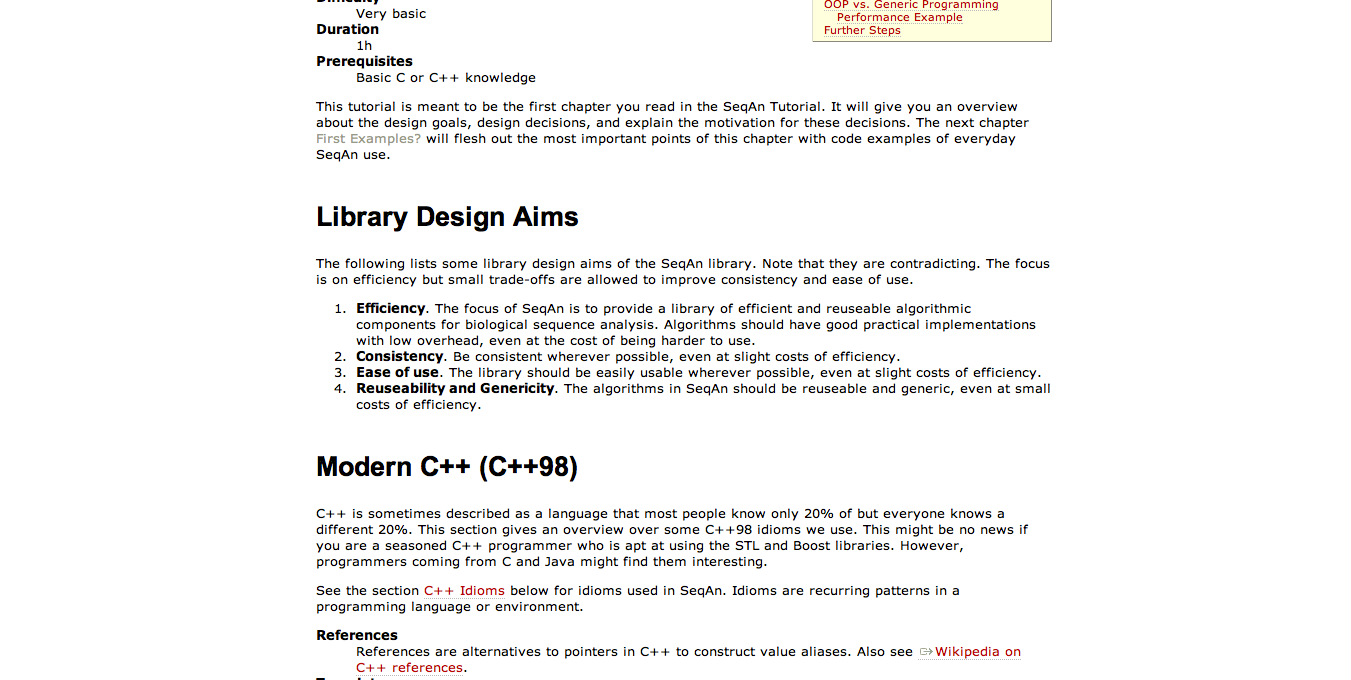 Difficulty
Very basic
Duration
1h
Prerequisites
Basic C or C++ knowledge
OOP vs. Generic Programming
Performance Example
Further Steps
This tutorial is meant to be the first chapter you read in the SeqAn Tutorial. It will give you an overview
about the design goals, design decisions, and explain the motivation for these decisions. The next chapter
First Examples? will flesh out the most important points of this chapter with code examples of everyday
SeqAn use.
Library Design Aims
The following lists some library design aims of the SeqAn library. Note that they are contradicting. The focus
is on efficiency but small trade-offs are allowed to improve consistency and ease of use.
1. Efficiency. The focus of SeqAn is to provide a library of efficient and reuseable algorithmic
components for biological sequence analysis. Algorithms should have good practical implementations
with low overhead, even at the cost of being harder to use.
2. Consistency. Be consistent wherever possible, even at slight costs of efficiency.
3. Ease of use. The library should be easily usable wherever possible, even at slight costs of efficiency.
4. Reuseability and Genericity. The algorithms in SeqAn should be reuseable and generic, even at small
costs of efficiency.
Modern C++ (C++98)
C++ is sometimes described as a language that most people know only 20% of but everyone knows a
different 20%. This section gives an overview over some C++98 idioms we use. This might be no news if
you are a seasoned C++ programmer who is apt at using the STL and Boost libraries. However,
programmers coming from C and Java might find them interesting.
See the section C++ Idioms below for idioms used in SeqAn. Idioms are recurring patterns in a
programming language or environment.
References
References are alternatives to pointers in C++ to construct value aliases. Also see Wikipedia on
C++ references.